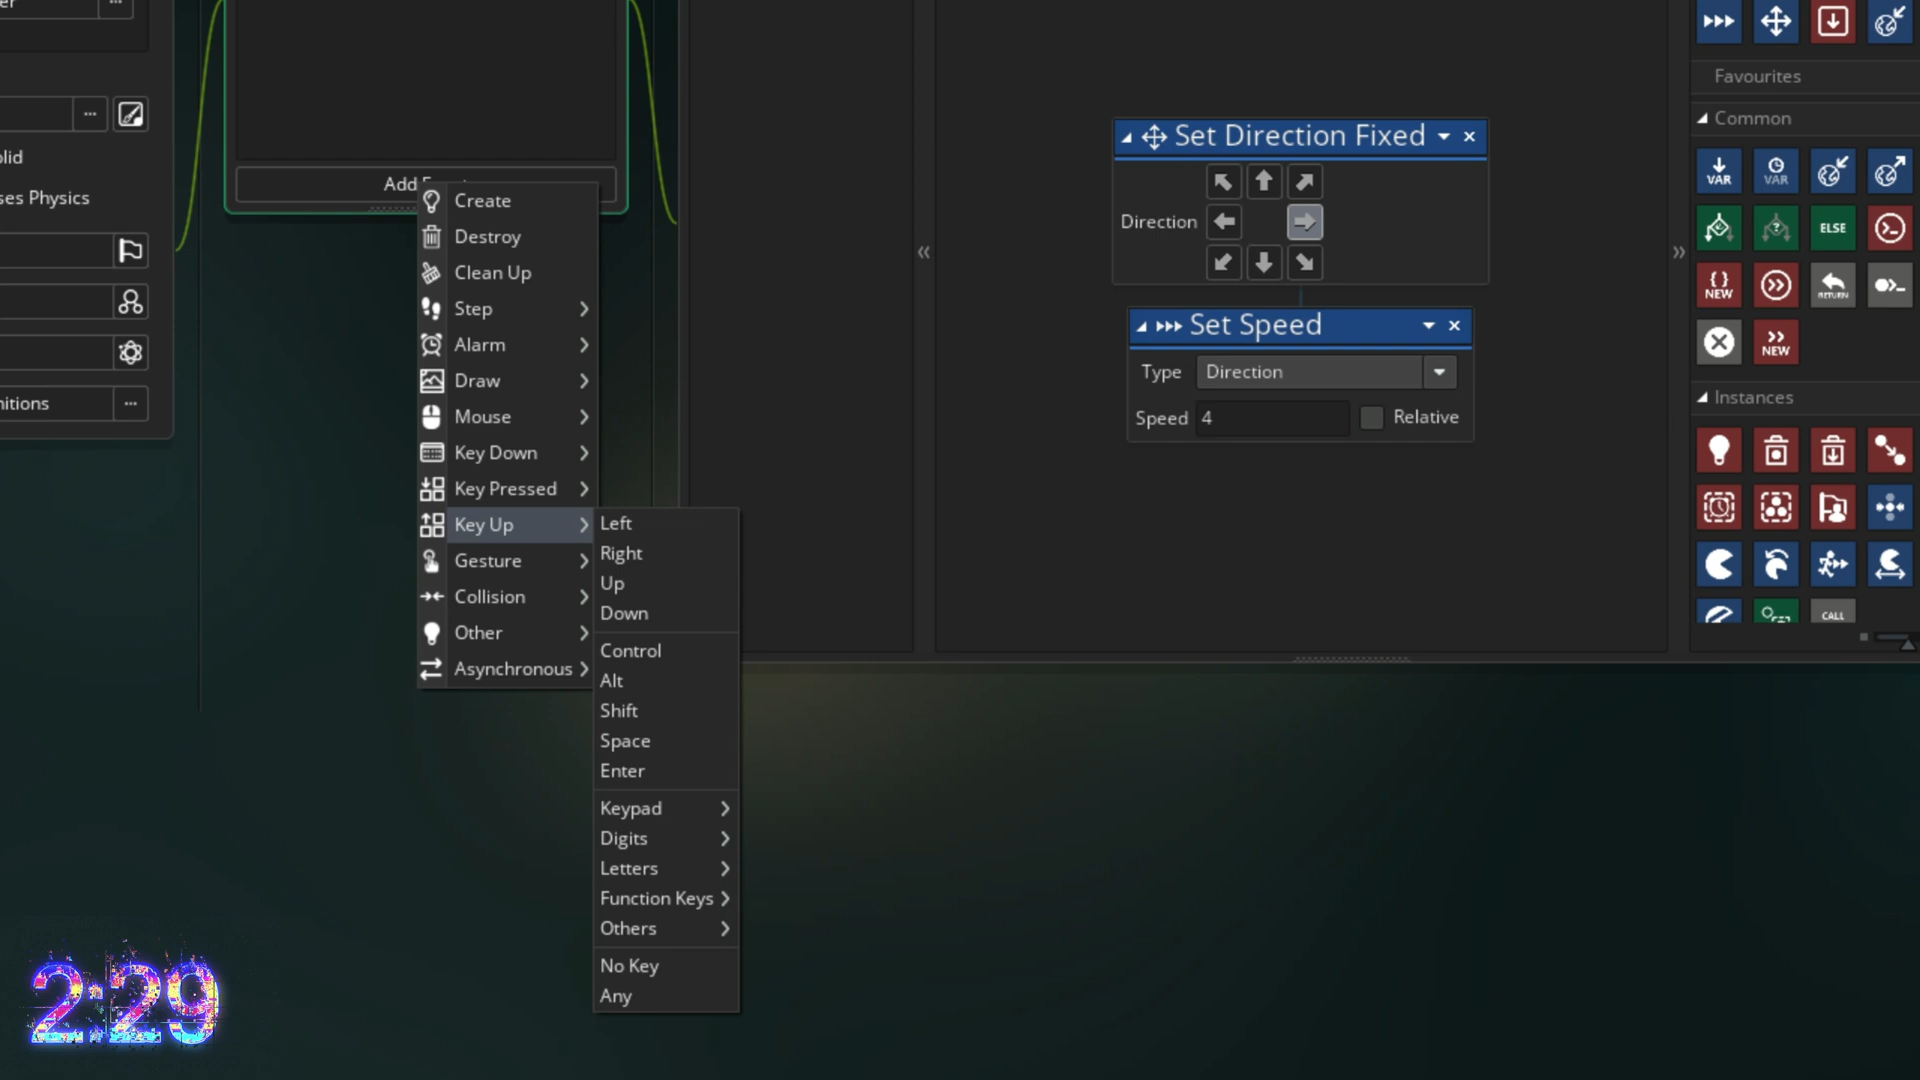 er
...
...
olid
ses Physics
nitions
...
Add
Create
Destroy
Clean Up
Step
Alarm
Draw
Mouse
Key Down
Key Pressed
Key Up
Gesture
Collision
Other
Asynchronous
Left
Right
Up
Down
Control
Alt
Shift
Space
Enter
Keypad
Digits
Letters
Function Keys
Others
No Key
Any
Set Direction Fixed
Direction
Set Speed
Type Direction
Speed 4 Relative
Favourites
Common
VAR VAR
ELSE
NEW RETURN
NEW
Instances
CALL
2:29